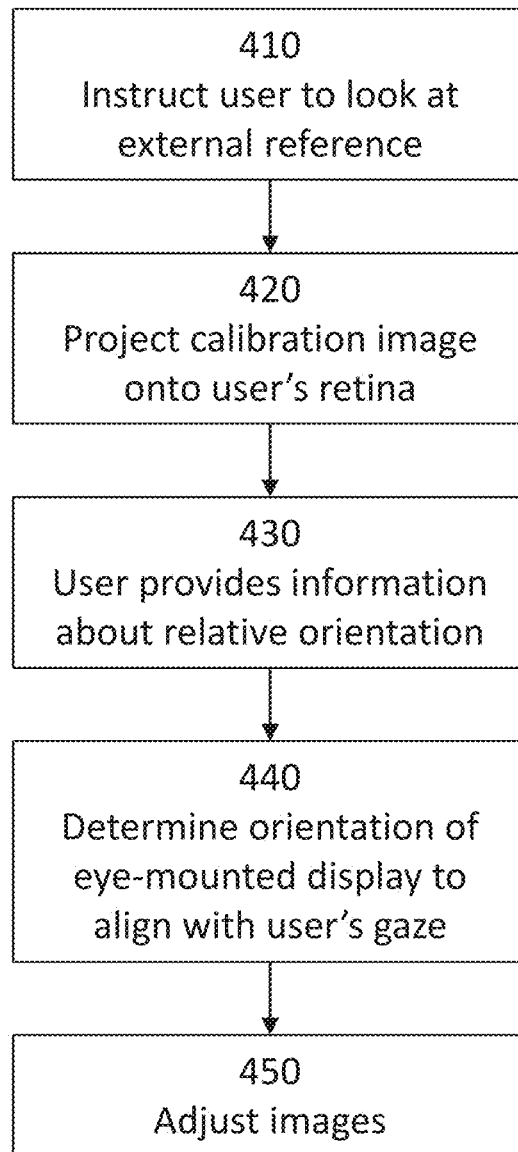 410
Instruct user to look at
external reference
420
Project calibration image
onto user's retina
430
User provides information
about relative orientation
440
Determine orientation of
eye-mounted display to
align with user's gaze
450
Adjust images